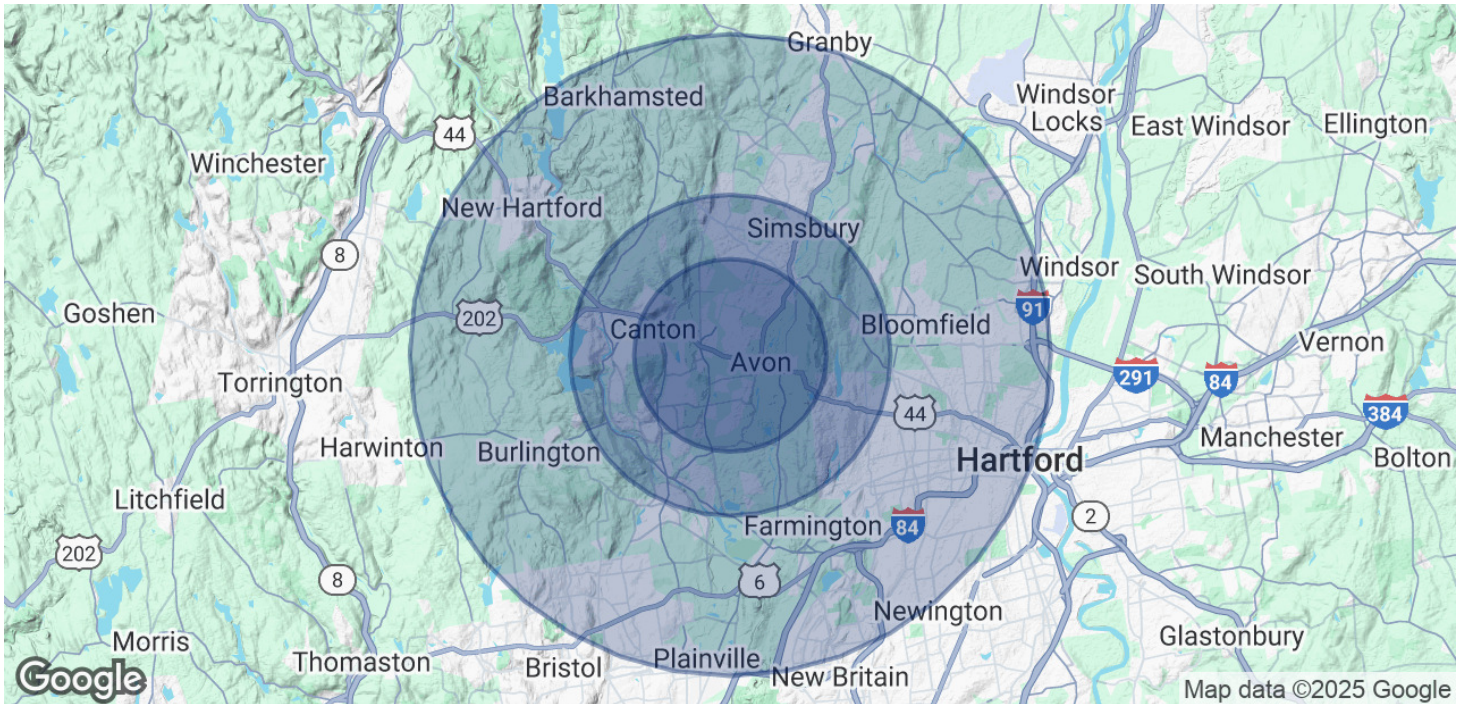 Granby
Barkhamsted
Windsor
Locks
East Windsor
Ellington
44
Winchester
New Hartford
Simsbury
8
Windsor
South Windsor
Goshen
202
Canton
Bloomfield
91
Vernon
Avon
291
84
Torrington
44
384
Harwinton
Burlington
Manchester
Hartford
Bolton
Litchfield
Farmington
84
2
202
8
6
Newington
Morris
Glastonbury
Thomaston
Bristol
Plainville
New Britain
Google
Map data ©2025 Google